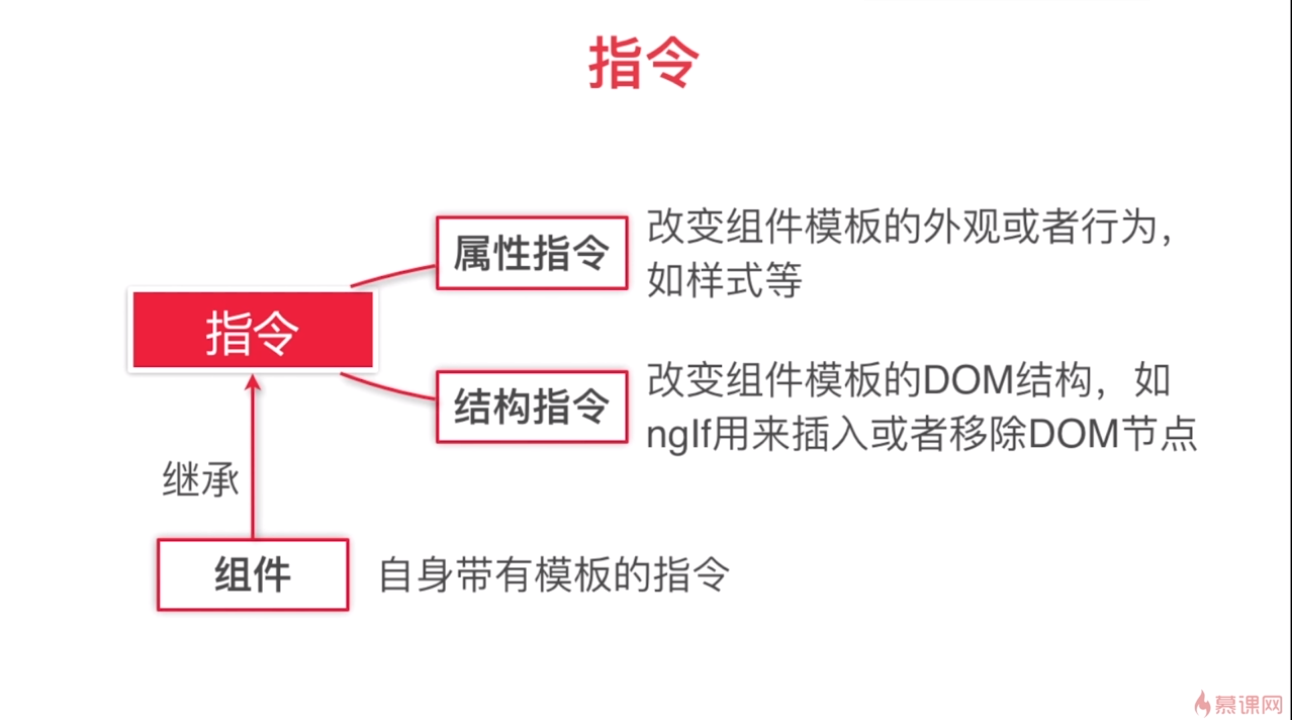 指令
属性指令
改变组件模板的外观或者行为，
如样式等
指令
结构指令
改变组件模板的DOM结构，如
ngIf用来插入或者移除DOM节点
继承
组件
自身带有模板的指令
慕课网